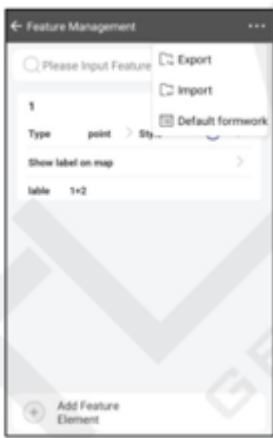 Feature Management
Please Input Feature
Export
Import
Default formwork
1
Type point
Show label on map
lable 1+2
Add Feature
Element